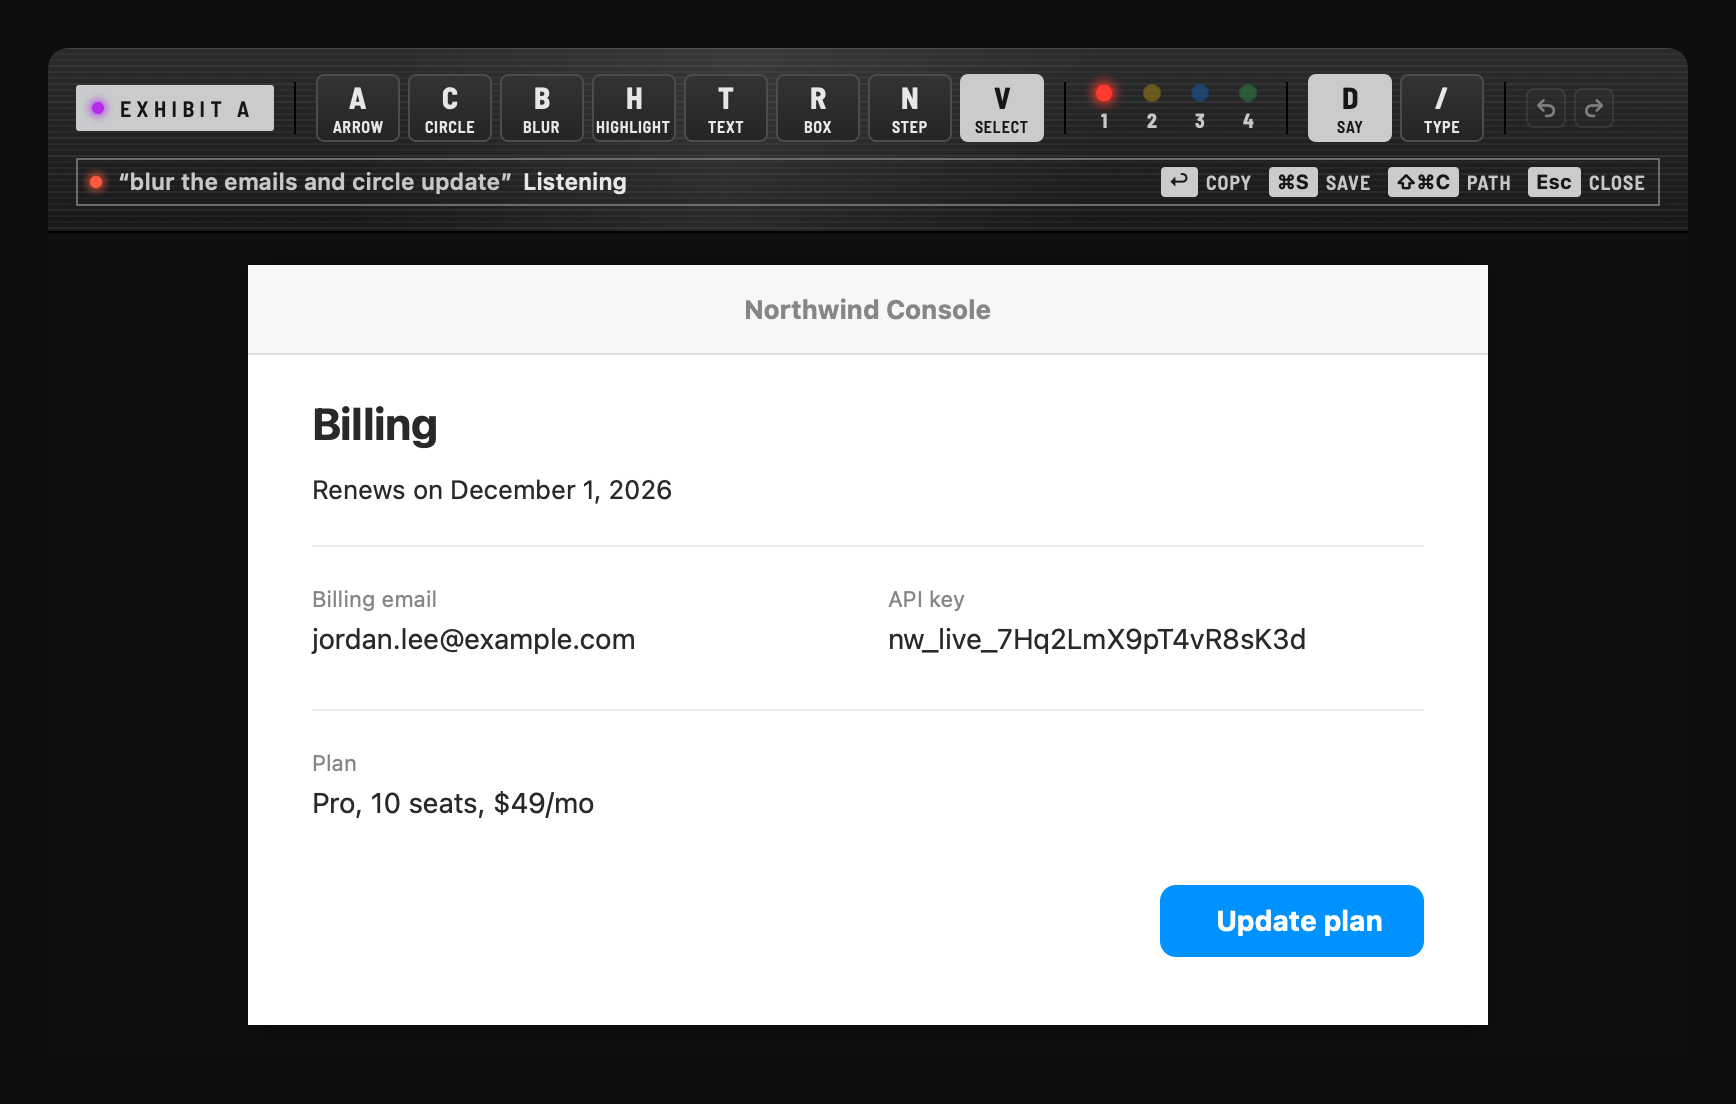 EXHIBIT A
A ARROW
C CIRCLE
B BLUR
H HIGHLIGHT
T TEXT
R BOX
N STEP
V SELECT
1 2 3 4
D SAY
/ TYPE
“blur the emails and circle update” Listening
↩ COPY ⌘S SAVE ⇧⌘C PATH Esc CLOSE
Northwind Console
Billing
Renews on December 1, 2026
Billing email
jordan.lee@example.com
API key
nw_live_7Hq2LmX9pT4vR8sK3d
Plan
Pro, 10 seats, $49/mo
Update plan